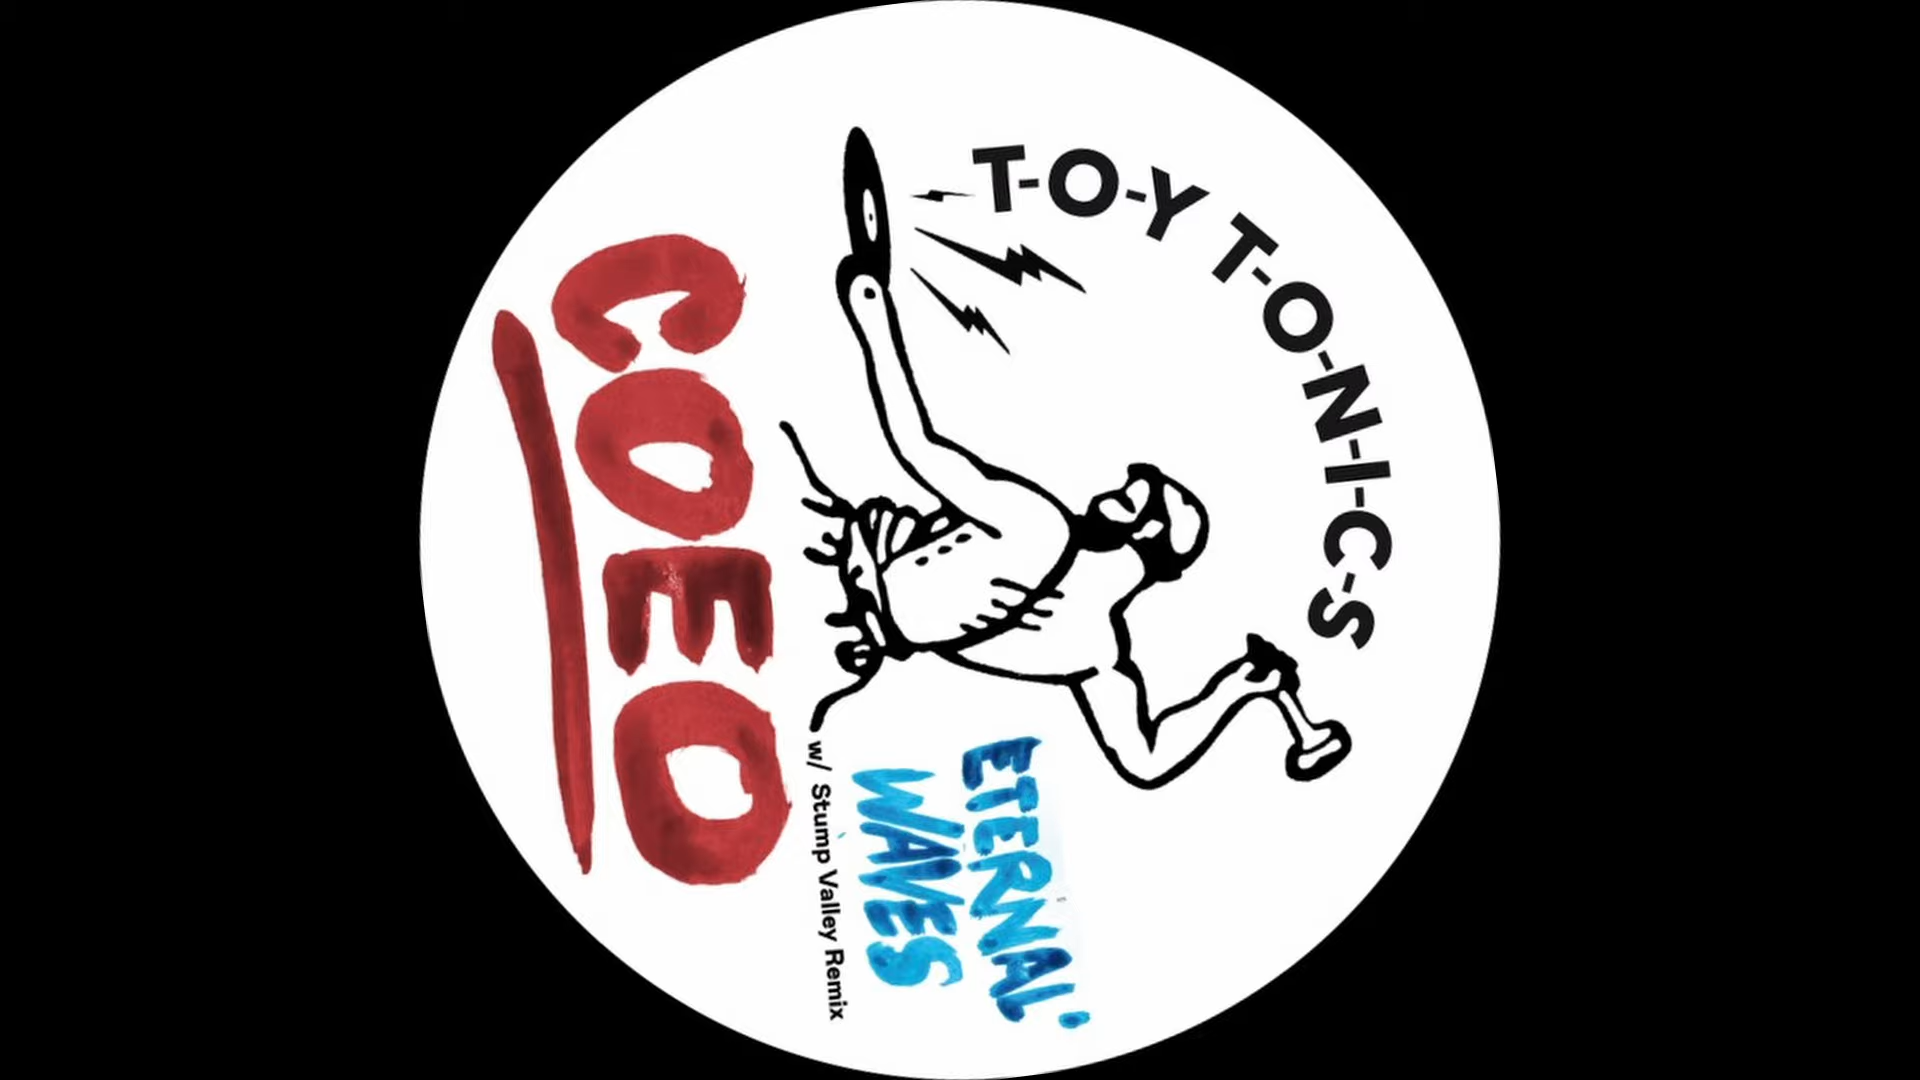 T-O-Y T-O-N-I-C-S
ETERNAL
WAVES
w/ Stump Valley Remix
COEO